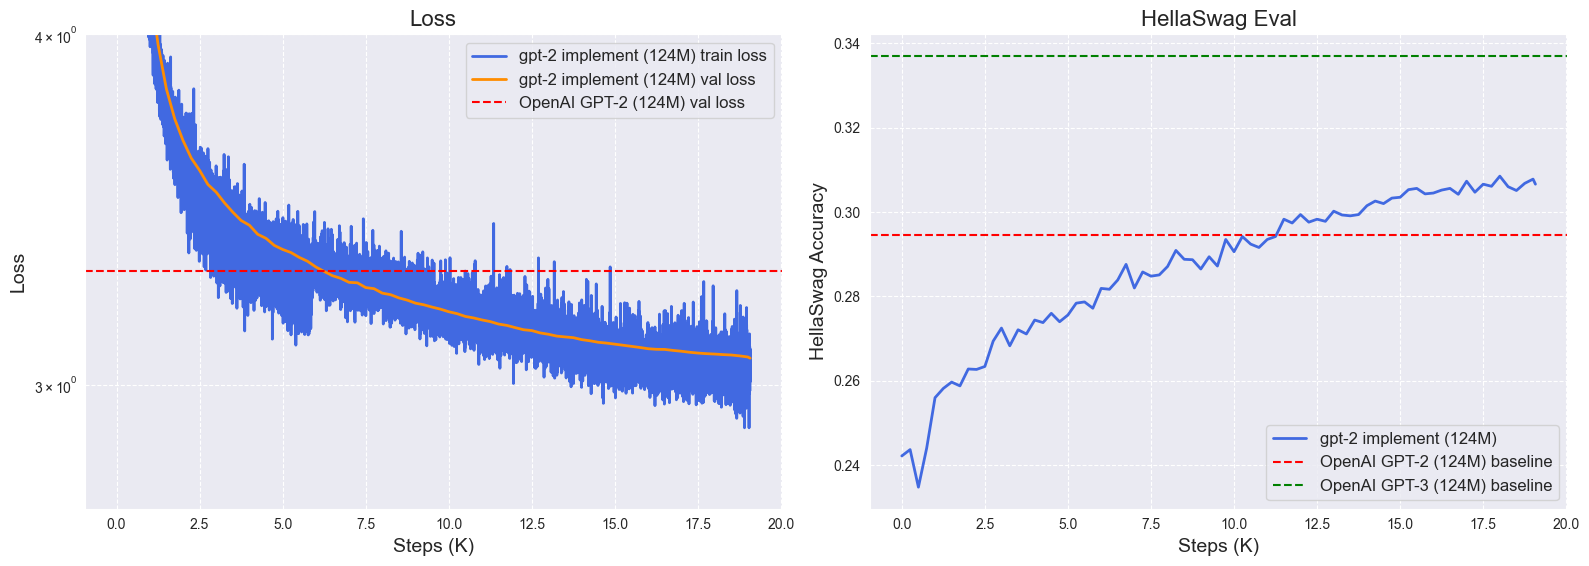 Loss
4 × 10⁰
3 × 10⁰
Loss
gpt-2 implement (124M) train loss
gpt-2 implement (124M) val loss
OpenAI GPT-2 (124M) val loss
0.0 2.5 5.0 7.5 10.0 12.5 15.0 17.5 20.0
Steps (K)
HellaSwag Eval
0.34
0.32
0.30
0.28
0.26
0.24
HellaSwag Accuracy
gpt-2 implement (124M)
OpenAI GPT-2 (124M) baseline
OpenAI GPT-3 (124M) baseline
0.0 2.5 5.0 7.5 10.0 12.5 15.0 17.5 20.0
Steps (K)